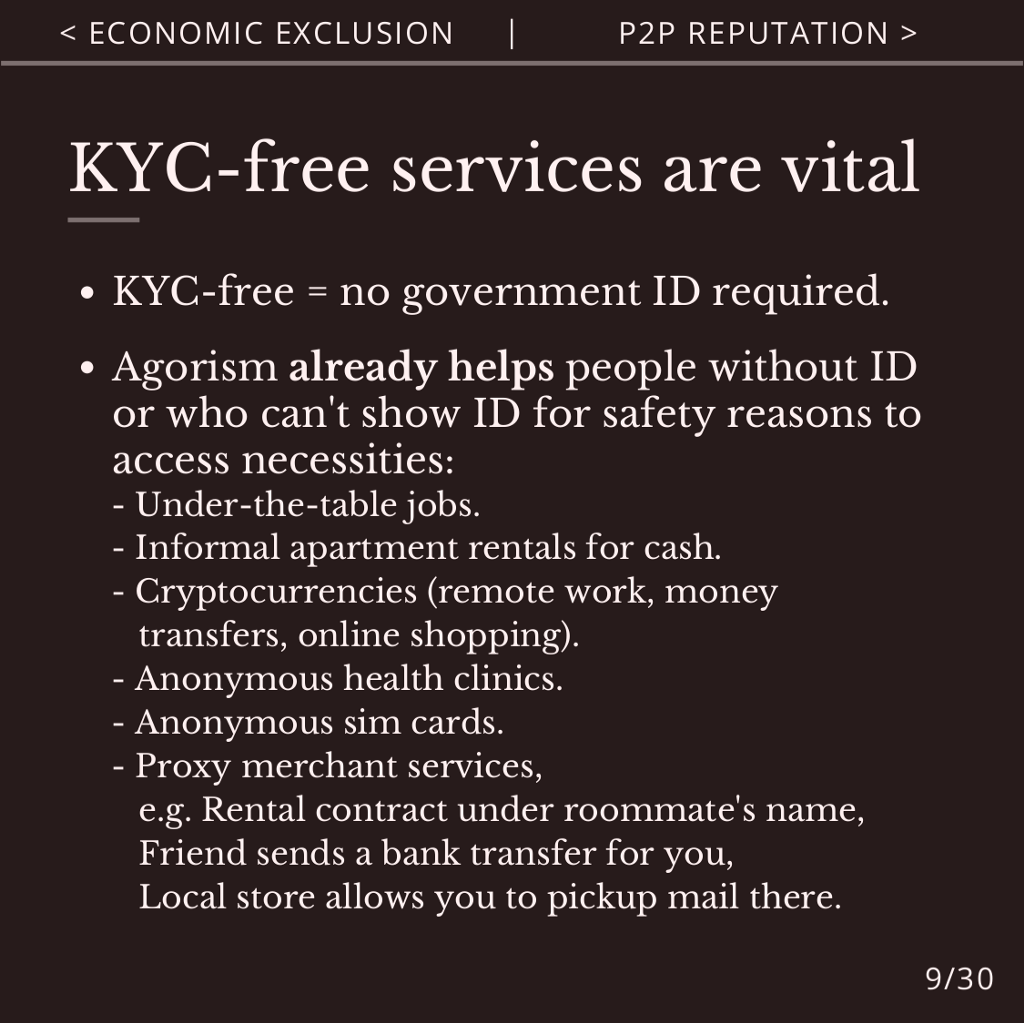 < ECONOMIC EXCLUSION | P2P REPUTATION >
KYC-free services are vital
• KYC-free = no government ID required.
• Agorism already helps people without ID
or who can't show ID for safety reasons to
access necessities:
- Under-the-table jobs.
- Informal apartment rentals for cash.
- Cryptocurrencies (remote work, money
transfers, online shopping).
- Anonymous health clinics.
- Anonymous sim cards.
- Proxy merchant services,
e.g. Rental contract under roommate's name,
Friend sends a bank transfer for you,
Local store allows you to pickup mail there.
9/30